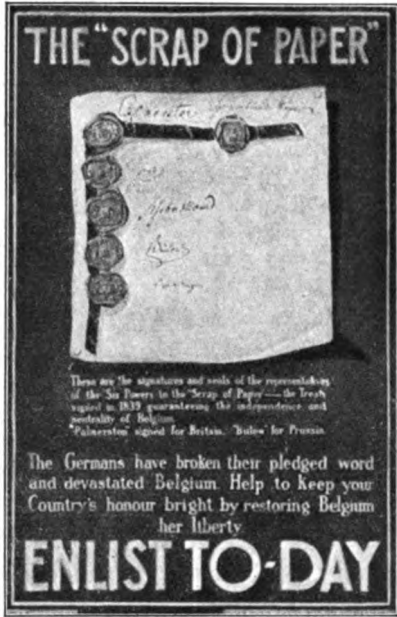 THE "SCRAP OF PAPER"
Palmerston
These are the signatures and seals of the representatives
of the "Six Powers to the "Scrap of Paper"—the Treaty
signed in 1839 guaranteeing the independence and
neutrality of Belgium.
"Palmerston" signed for Britain, "Bülow" for Prussia.
The Germans have broken their pledged word
and devastated Belgium. Help to keep your
Country's honour bright by restoring Belgium
her liberty.
ENLIST TO-DAY